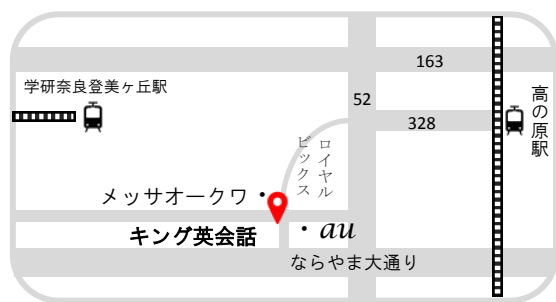 163
学研奈良登美ヶ丘駅
52
高の原駅
328
ロイヤル
ビックス
メッサオークワ・
キング英会話
・au
ならやま大通り